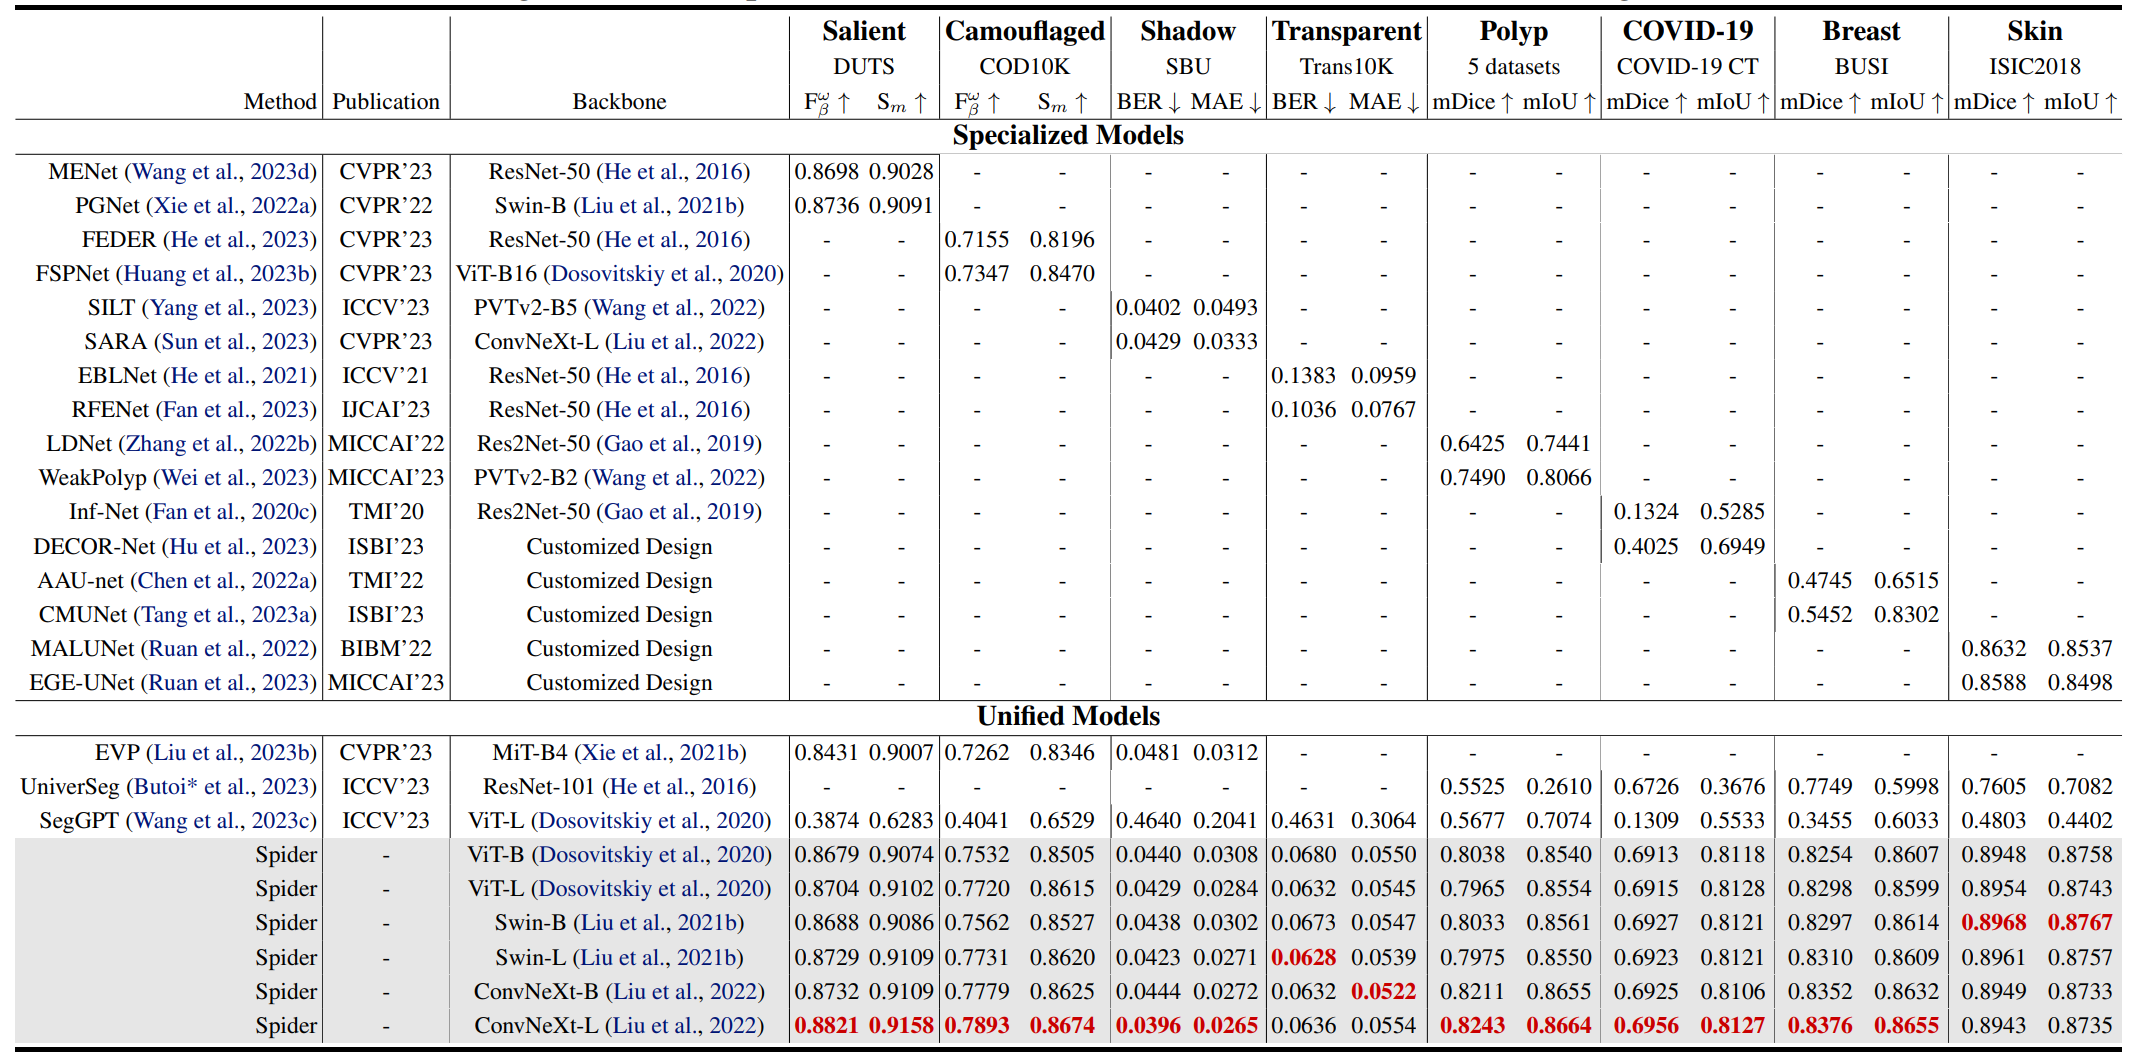 Salient Camouflaged Shadow Transparent Polyp COVID-19 Breast Skin
DUTS COD10K SBU Trans10K 5 datasets COVID-19 CT BUSI ISIC2018
Method Publication Backbone F^ω_β ↑ S_m ↑ F^ω_β ↑ S_m ↑ BER ↓ MAE ↓ BER ↓ MAE ↓ mDice ↑ mIoU ↑ mDice ↑ mIoU ↑ mDice ↑ mIoU ↑ mDice ↑ mIoU ↑
Specialized Models
MENet (Wang et al., 2023d) CVPR'23 ResNet-50 (He et al., 2016) 0.8698 0.9028 - - - - - - - - - - - - - -
PGNet (Xie et al., 2022a) CVPR'22 Swin-B (Liu et al., 2021b) 0.8736 0.9091 - - - - - - - - - - - - - -
FEDER (He et al., 2023) CVPR'23 ResNet-50 (He et al., 2016) - - 0.7155 0.8196 - - - - - - - - - - - -
FSPNet (Huang et al., 2023b) CVPR'23 ViT-B16 (Dosovitskiy et al., 2020) - - 0.7347 0.8470 - - - - - - - - - - - -
SILT (Yang et al., 2023) ICCV'23 PVTv2-B5 (Wang et al., 2022) - - - - 0.0402 0.0493 - - - - - - - - - -
SARA (Sun et al., 2023) CVPR'23 ConvNeXt-L (Liu et al., 2022) - - - - 0.0429 0.0333 - - - - - - - - - -
EBLNet (He et al., 2021) ICCV'21 ResNet-50 (He et al., 2016) - - - - - - 0.1383 0.0959 - - - - - - - -
RFENet (Fan et al., 2023) IJCAI'23 ResNet-50 (He et al., 2016) - - - - - - 0.1036 0.0767 - - - - - - - -
LDNet (Zhang et al., 2022b) MICCAI'22 Res2Net-50 (Gao et al., 2019) - - - - - - - - 0.6425 0.7441 - - - - - -
WeakPolyp (Wei et al., 2023) MICCAI'23 PVTv2-B2 (Wang et al., 2022) - - - - - - - - 0.7490 0.8066 - - - - - -
Inf-Net (Fan et al., 2020c) TMI'20 Res2Net-50 (Gao et al., 2019) - - - - - - - - - - 0.1324 0.5285 - - - -
DECOR-Net (Hu et al., 2023) ISBI'23 Customized Design - - - - - - - - - - 0.4025 0.6949 - - - -
AAU-net (Chen et al., 2022a) TMI'22 Customized Design - - - - - - - - - - - - 0.4745 0.6515 - -
CMUNet (Tang et al., 2023a) ISBI'23 Customized Design - - - - - - - - - - - - 0.5452 0.8302 - -
MALUNet (Ruan et al., 2022) BIBM'22 Customized Design - - - - - - - - - - - - - - 0.8632 0.8537
EGE-UNet (Ruan et al., 2023) MICCAI'23 Customized Design - - - - - - - - - - - - - - 0.8588 0.8498
Unified Models
EVP (Liu et al., 2023b) CVPR'23 MiT-B4 (Xie et al., 2021b) 0.8431 0.9007 0.7262 0.8346 0.0481 0.0312 - - - - - - - - - -
UniverSeg (Butoi* et al., 2023) ICCV'23 ResNet-101 (He et al., 2016) - - - - - - - - 0.5525 0.2610 0.6726 0.3676 0.7749 0.5998 0.7605 0.7082
SegGPT (Wang et al., 2023c) ICCV'23 ViT-L (Dosovitskiy et al., 2020) 0.3874 0.6283 0.4041 0.6529 0.4640 0.2041 0.4631 0.3064 0.5677 0.7074 0.1309 0.5533 0.3455 0.6033 0.4803 0.4402
Spider - ViT-B (Dosovitskiy et al., 2020) 0.8679 0.9074 0.7532 0.8505 0.0440 0.0308 0.0680 0.0550 0.8038 0.8540 0.6913 0.8118 0.8254 0.8607 0.8948 0.8758
Spider - ViT-L (Dosovitskiy et al., 2020) 0.8704 0.9102 0.7720 0.8615 0.0429 0.0284 0.0632 0.0545 0.7965 0.8554 0.6915 0.8128 0.8298 0.8599 0.8954 0.8743
Spider - Swin-B (Liu et al., 2021b) 0.8688 0.9086 0.7562 0.8527 0.0438 0.0302 0.0673 0.0547 0.8033 0.8561 0.6927 0.8121 0.8297 0.8614 0.8968 0.8767
Spider - Swin-L (Liu et al., 2021b) 0.8729 0.9109 0.7731 0.8620 0.0423 0.0271 0.0628 0.0539 0.7975 0.8550 0.6923 0.8121 0.8310 0.8609 0.8961 0.8757
Spider - ConvNeXt-B (Liu et al., 2022) 0.8732 0.9109 0.7779 0.8625 0.0444 0.0272 0.0632 0.0522 0.8211 0.8655 0.6925 0.8106 0.8352 0.8632 0.8949 0.8733
Spider - ConvNeXt-L (Liu et al., 2022) 0.8821 0.9158 0.7893 0.8674 0.0396 0.0265 0.0636 0.0554 0.8243 0.8664 0.6956 0.8127 0.8376 0.8655 0.8943 0.8735